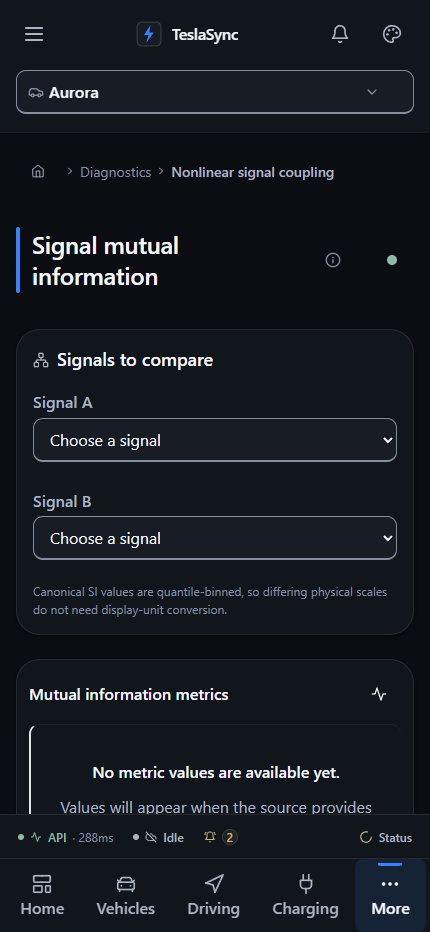 TeslaSync
Aurora
Diagnostics
Nonlinear signal coupling
Signal mutual
information
Signals to compare
Signal A
Choose a signal
Signal B
Choose a signal
Canonical SI values are quantile-binned, so differing physical scales
do not need display-unit conversion.
Mutual information metrics
No metric values are available yet.
Values will appear when the source provides
API · 288ms
Idle
2
Status
Home
Vehicles
Driving
Charging
More